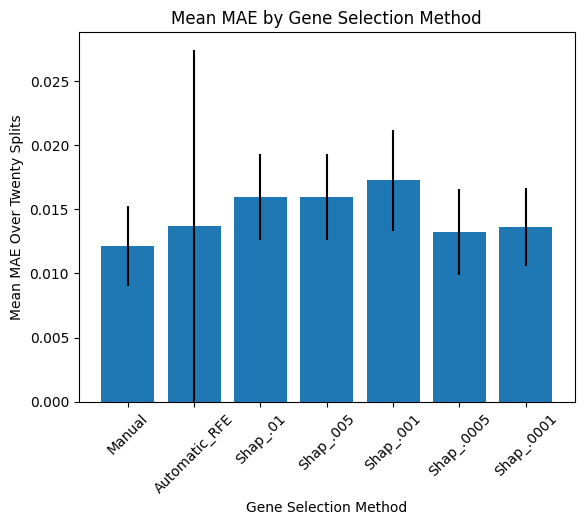 Mean MAE by Gene Selection Method
Mean MAE Over Twenty Splits
0.025
0.020
0.015
0.010
0.005
0.000
Manual
Automatic_RFE
Shap_.01
Shap_.005
Shap_.001
Shap_.0005
Shap_.0001
Gene Selection Method